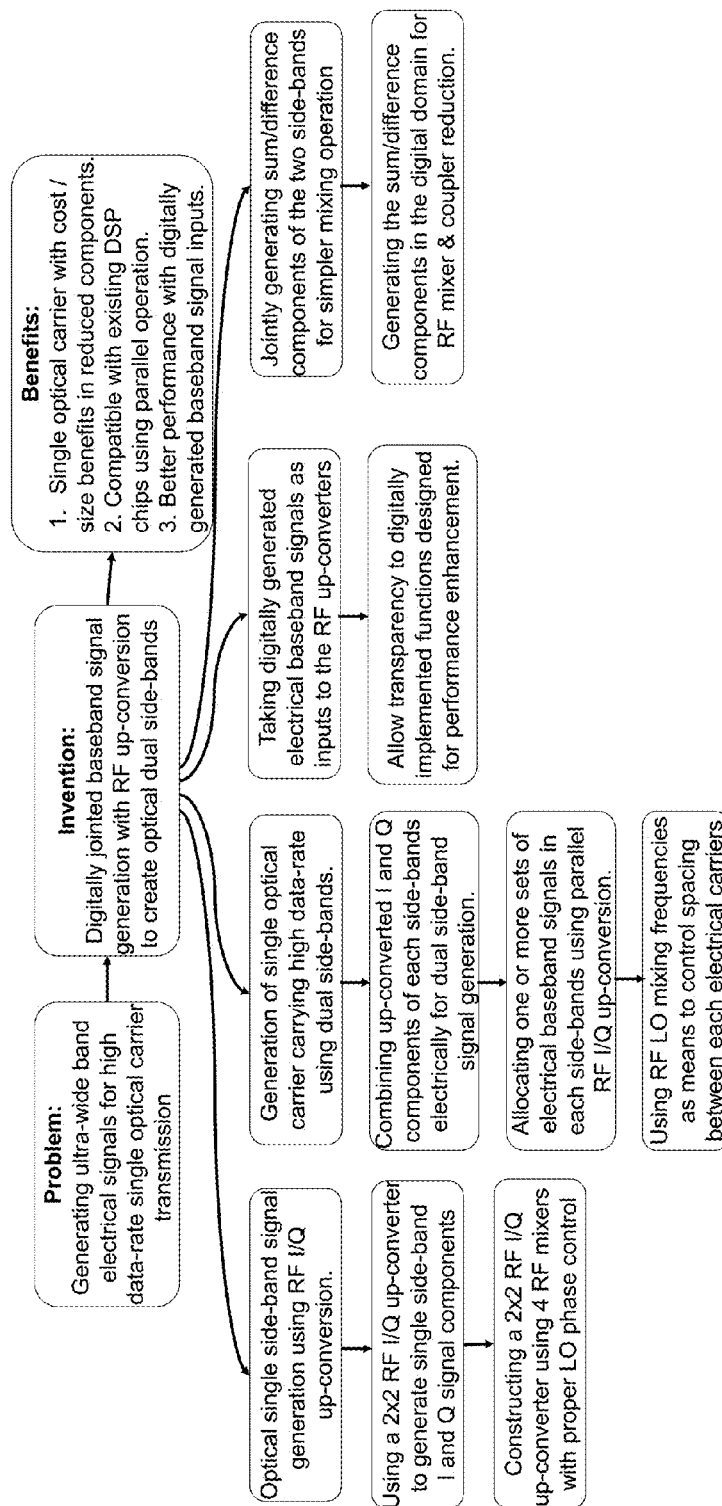 Problem:
Generating ultra-wide band
electrical signals for high
data-rate single optical carrier
transmission
Invention:
Digitally jointed baseband signal
generation with RF up-conversion
to create optical dual side-bands
Benefits:
1. Single optical carrier with cost /
size benefits in reduced components.
2. Compatible with existing DSP
chips using parallel operation.
3. Better performance with digitally
generated baseband signal inputs.
Optical single side-band signal
generation using RF I/Q
up-conversion.
Using a 2x2 RF I/Q up-converter
to generate single side-band
I and Q signal components
Constructing a 2x2 RF I/Q
up-converter using 4 RF mixers
with proper LO phase control
Generation of single optical
carrier carrying high data-rate
using dual side-bands.
Combining up-converted I and Q
components of each side-bands
electrically for dual side-band
signal generation.
Allocating one or more sets of
electrical baseband signals in
each side-bands using parallel
RF I/Q up-conversion.
Using RF LO mixing frequencies
as means to control spacing
between each electrical carriers.
Taking digitally generated
electrical baseband signals as
inputs to the RF up-converters
Allow transparency to digitally
implemented functions designed
for performance enhancement.
Jointly generating sum/difference
components of the two side-bands
for simpler mixing operation
Generating the sum/difference
components in the digital domain for
RF mixer & coupler reduction.